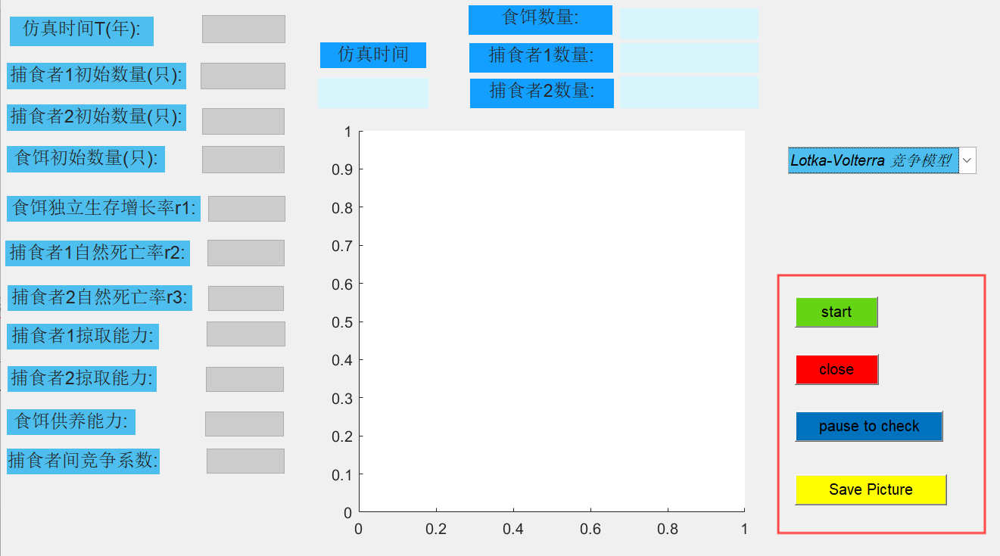 仿真时间T(年):
捕食者1初始数量(只):
捕食者2初始数量(只):
食饵初始数量(只):
食饵独立生存增长率r1:
捕食者1自然死亡率r2:
捕食者2自然死亡率r3:
捕食者1掠取能力:
捕食者2掠取能力:
食饵供养能力:
捕食者间竞争系数:
仿真时间
食饵数量:
捕食者1数量:
捕食者2数量:
1
0.9
0.8
0.7
0.6
0.5
0.4
0.3
0.2
0.1
0
0 0.2 0.4 0.6 0.8 1
Lotka-Volterra 竞争模型
start
close
pause to check
Save Picture